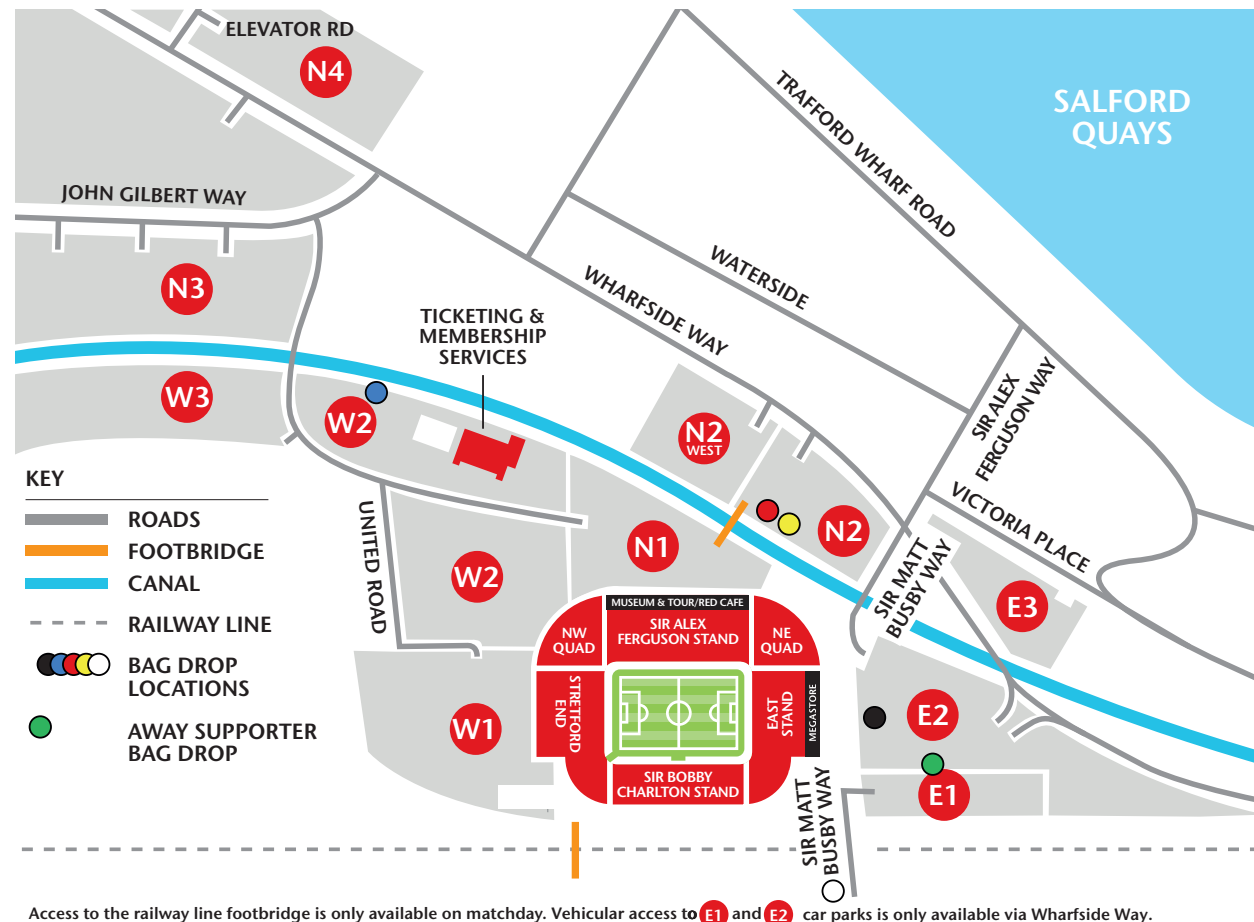 ELEVATOR RD
N4
SALFORD
QUAYS
TRAFFORD WHARF ROAD
JOHN GILBERT WAY
WATERSIDE
WHARFSIDE WAY
N3
TICKETING &
MEMBERSHIP
SERVICES
SIR ALEX
FERGUSON WAY
W3
W2
N2
WEST
KEY
ROADS
FOOTBRIDGE
CANAL
RAILWAY LINE
BAG DROP
LOCATIONS
AWAY SUPPORTER
BAG DROP
UNITED ROAD
W2
N1
N2
VICTORIA PLACE
SIR MATT
BUSBY WAY
E3
MUSEUM & TOUR/RED CAFE
NW
QUAD
SIR ALEX
FERGUSON STAND
NE
QUAD
STRETFORD
END
EAST
STAND
MEGASTORE
W1
E2
SIR BOBBY
CHARLTON STAND
E1
SIR MATT
BUSBY WAY
Access to the railway line footbridge is only available on matchday. Vehicular access to E1 and E2 car parks is only available via Wharfside Way.